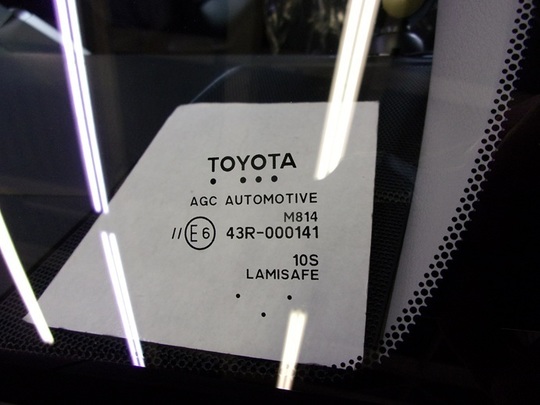 TOYOTA
AGC AUTOMOTIVE
M814
//E6 43R-000141
10S
LAMISAFE